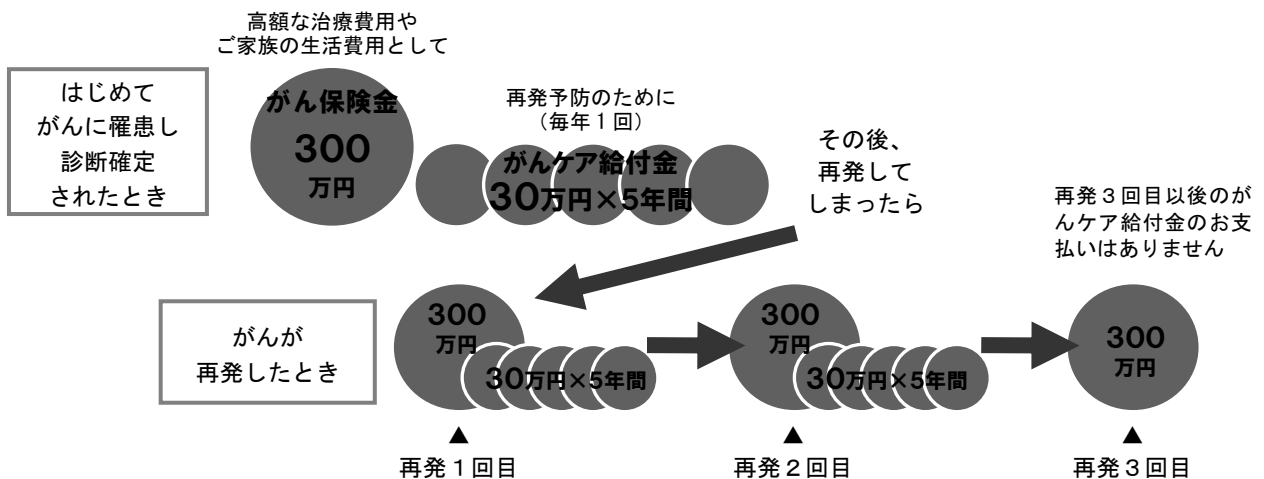 高額な治療費用や
ご家族の生活費用として
はじめて
がんに罹患し
診断確定
されたとき
がん保険金
300
万円
再発予防のために
（毎年１回）
がんケア給付金
30万円×5年間
その後、
再発して
しまったら
再発３回目以後のが
んケア給付金のお支
払いはありません
がんが
再発したとき
300
万円
30万円×5年間
300
万円
30万円×5年間
300
万円
▲
再発１回目
▲
再発２回目
▲
再発３回目